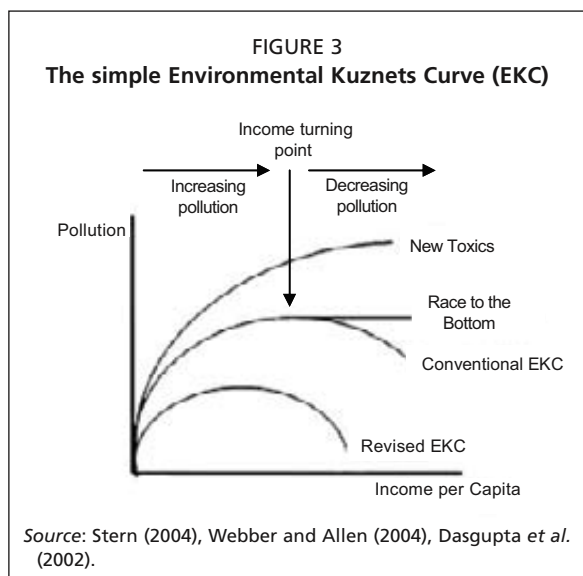 FIGURE 3
The simple Environmental Kuznets Curve (EKC)
Income turning
point
Increasing
pollution
Decreasing
pollution
Pollution
New Toxics
Race to the
Bottom
Conventional EKC
Revised EKC
Income per Capita
Source: Stern (2004), Webber and Allen (2004), Dasgupta et al.
(2002).